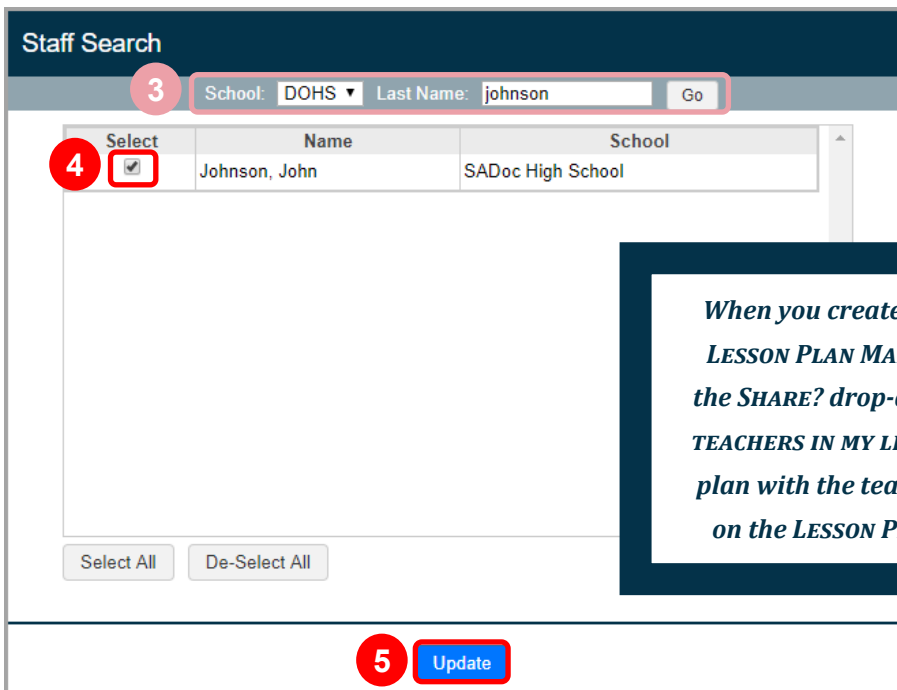 Staff Search
3 School: DOHS Last Name: johnson Go
Select Name School
4 Johnson, John SADoc High School
When you create
LESSON PLAN MA
the SHARE? drop-
TEACHERS IN MY LI
plan with the tea
on the LESSON P
Select All De-Select All
5 Update